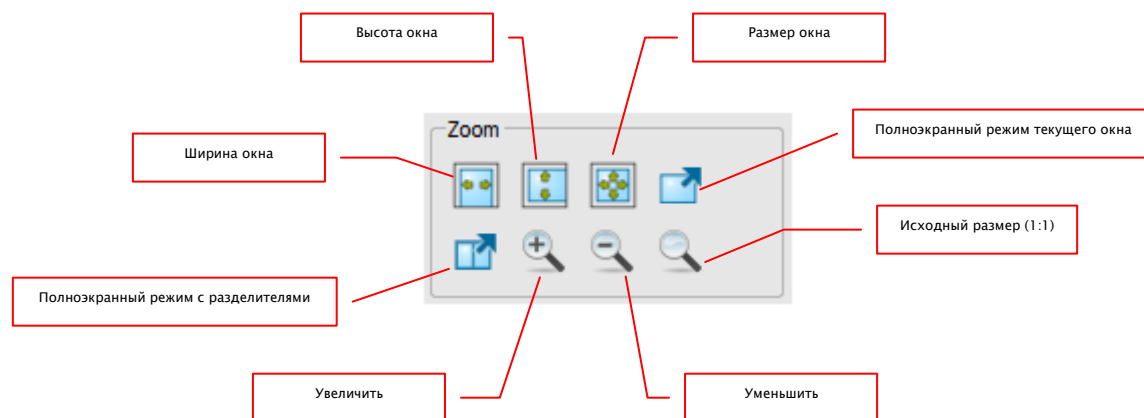 Высота окна
Размер окна
Zoom
Полноэкранный режим текущего окна
Ширина окна
Исходный размер (1:1)
Полноэкранный режим с разделителями
Увеличить
Уменьшить